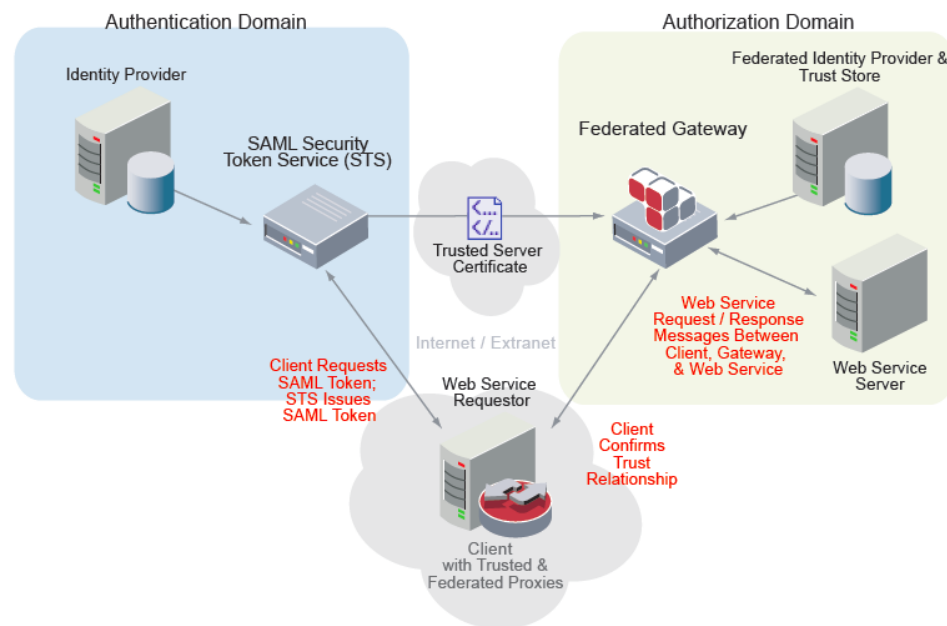 Authentication Domain
Authorization Domain
Identity Provider
Federated Identity Provider &
Trust Store
SAML Security
Token Service (STS)
Federated Gateway
<...
</..
Trusted Server
Certificate
Web Service
Request / Response
Messages Between
Client, Gateway,
& Web Service
Internet / Extranet
Client Requests
SAML Token;
STS Issues
SAML Token
Web Service
Requestor
Web Service
Server
Client
Confirms
Trust
Relationship
Client
with Trusted &
Federated Proxies